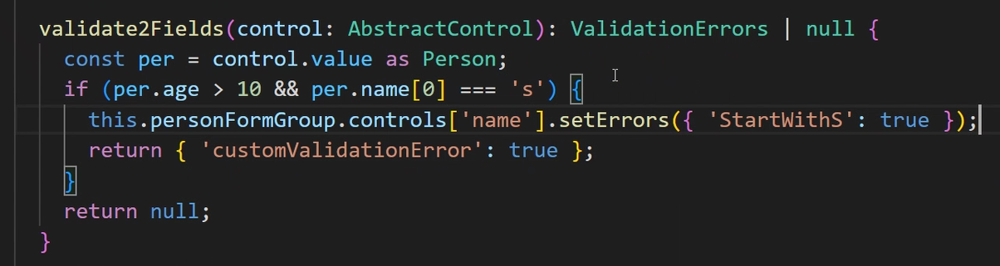 validate2Fields(control: AbstractControl): ValidationErrors | null {
const per = control.value as Person;
if (per.age > 10 && per.name[0] === 's') {
this.personFormGroup.controls['name'].setErrors({ 'StartWithS': true });
return { 'customValidationError': true };
}
return null;
}